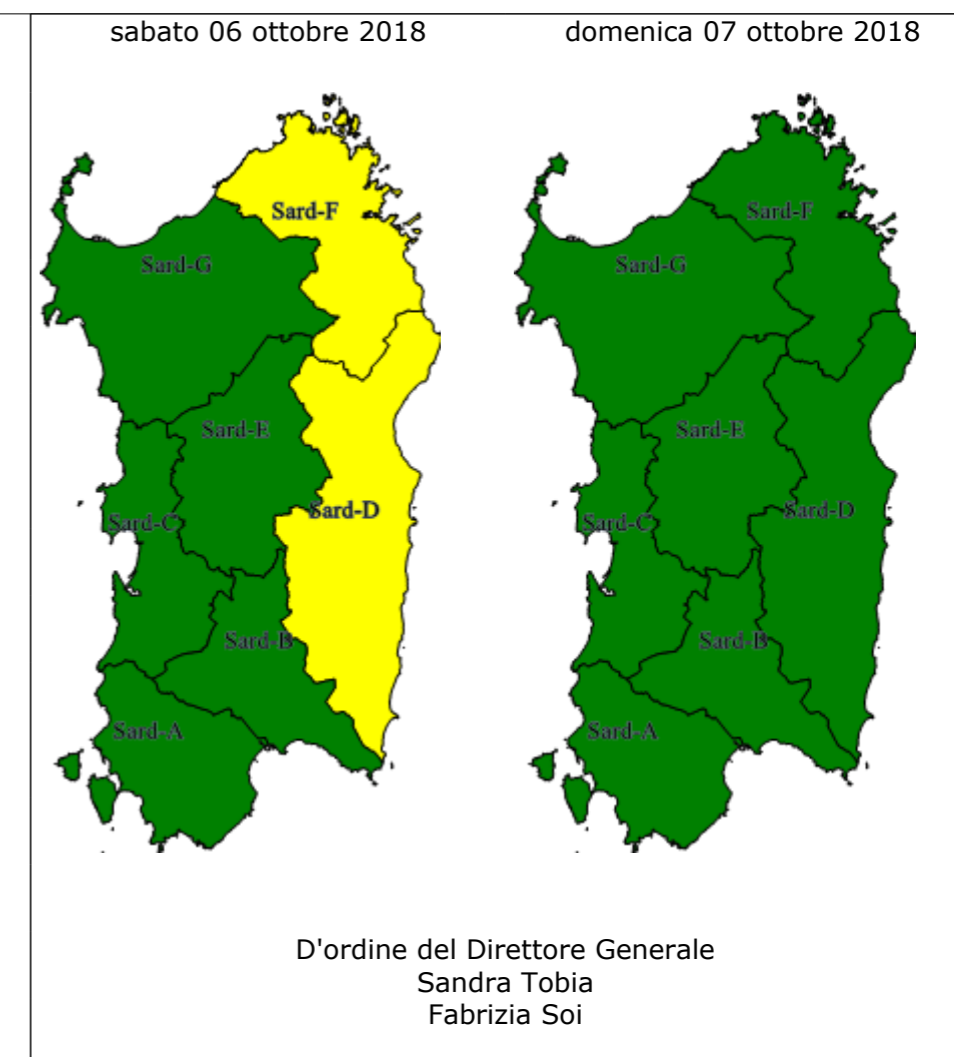 sabato 06 ottobre 2018
domenica 07 ottobre 2018
Sard-F
Sard-G
Sard-E
Sard-D
Sard-C
Sard-B
Sard-A
Sard-F
Sard-G
Sard-E
Sard-D
Sard-C
Sard-B
Sard-A
D'ordine del Direttore Generale
Sandra Tobia
Fabrizia Soi